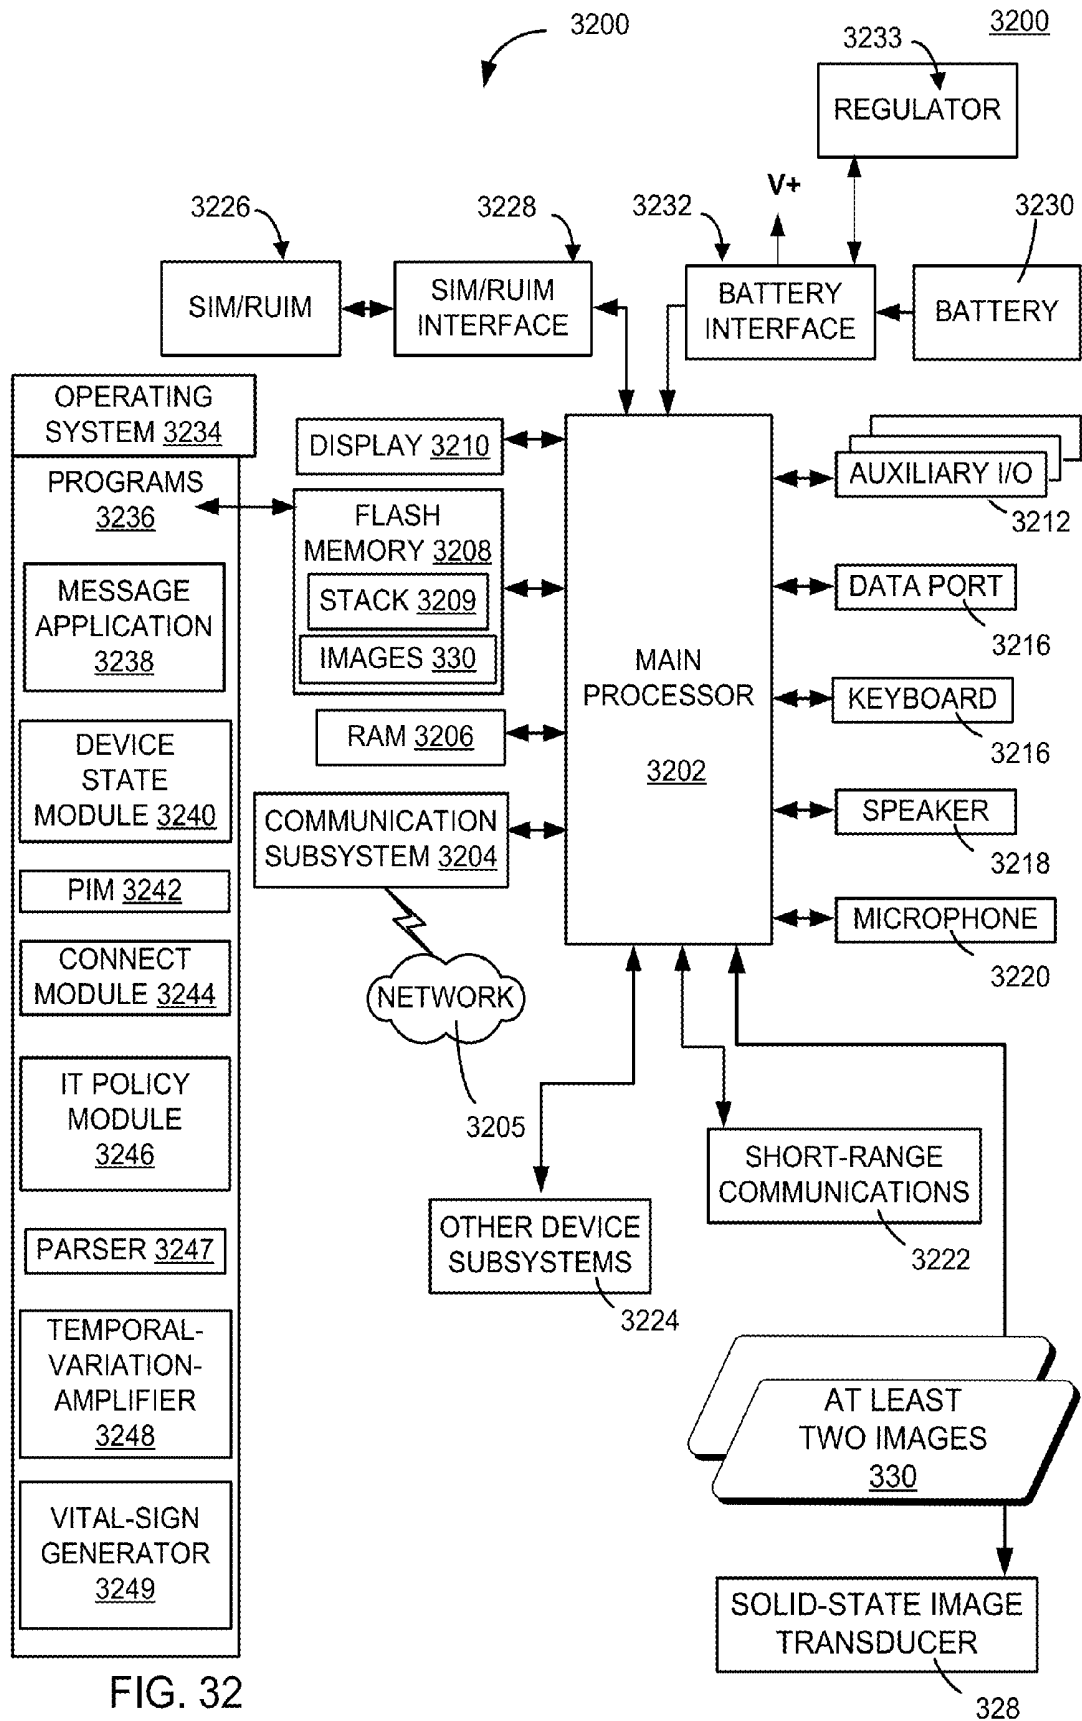 3200
3200
3233
REGULATOR
V+
3226
3228
3232
3230
SIM/RUIM
SIM/RUIM
INTERFACE
BATTERY
INTERFACE
BATTERY
OPERATING
SYSTEM 3234
PROGRAMS
3236
MESSAGE
APPLICATION
3238
DEVICE
STATE
MODULE 3240
PIM 3242
CONNECT
MODULE 3244
IT POLICY
MODULE
3246
PARSER 3247
TEMPORAL-
VARIATION-
AMPLIFIER
3248
VITAL-SIGN
GENERATOR
3249
DISPLAY 3210
FLASH
MEMORY 3208
STACK 3209
IMAGES 330
RAM 3206
COMMUNICATION
SUBSYSTEM 3204
NETWORK
3205
MAIN
PROCESSOR
3202
AUXILIARY I/O
3212
DATA PORT
3216
KEYBOARD
3216
SPEAKER
3218
MICROPHONE
3220
SHORT-RANGE
COMMUNICATIONS
3222
OTHER DEVICE
SUBSYSTEMS
3224
AT LEAST
TWO IMAGES
330
SOLID-STATE IMAGE
TRANSDUCER
328
FIG. 32